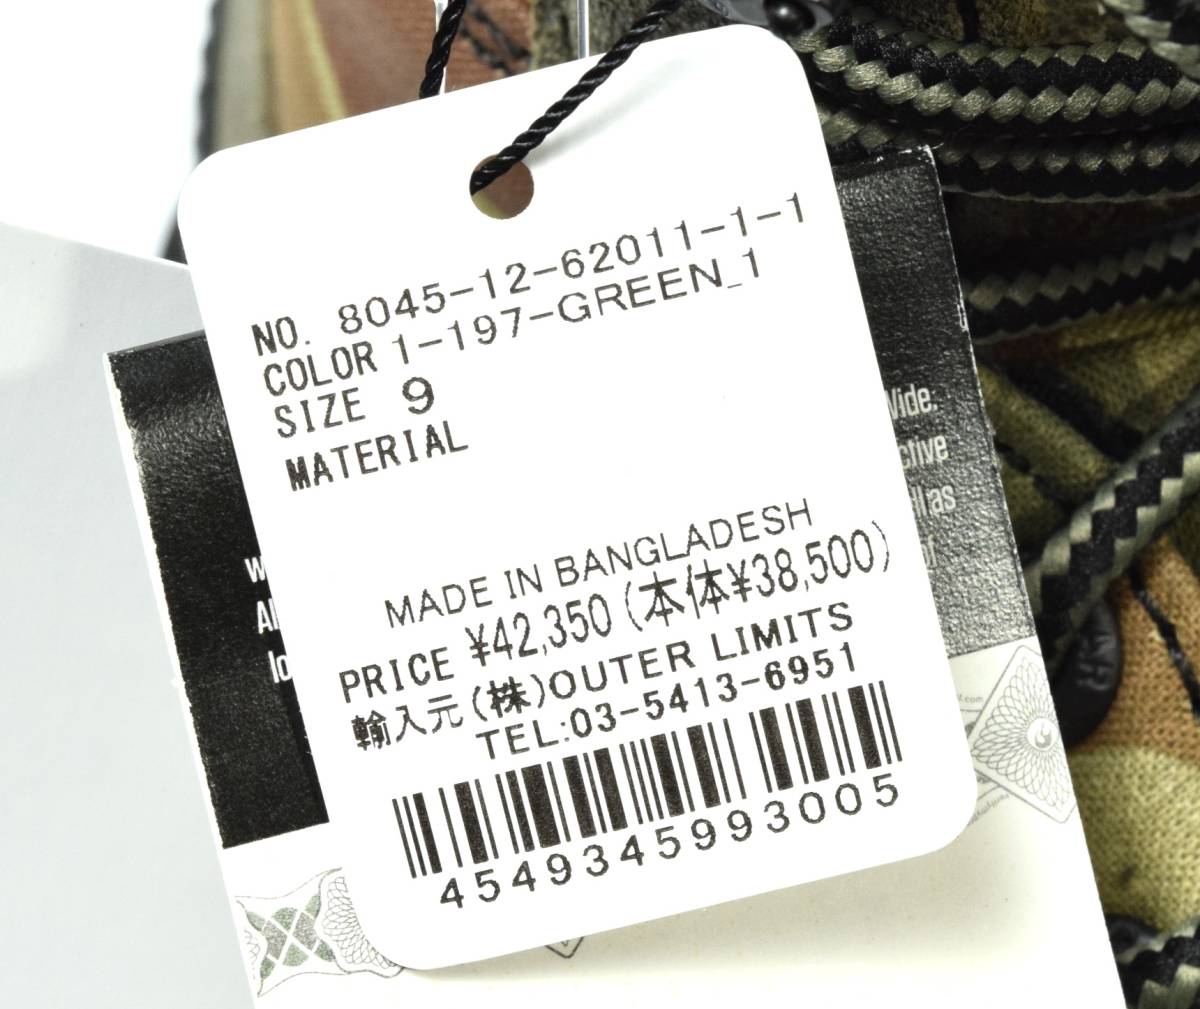 NO. 8045-12-62011-1-1
COLOR 1-197-GREEN_1
SIZE 9
MATERIAL
MADE IN BANGLADESH
PRICE ¥42,350(本体¥38,500)
輸入元(株)OUTER LIMITS
TEL:03-5413-6951
4549345993005
as